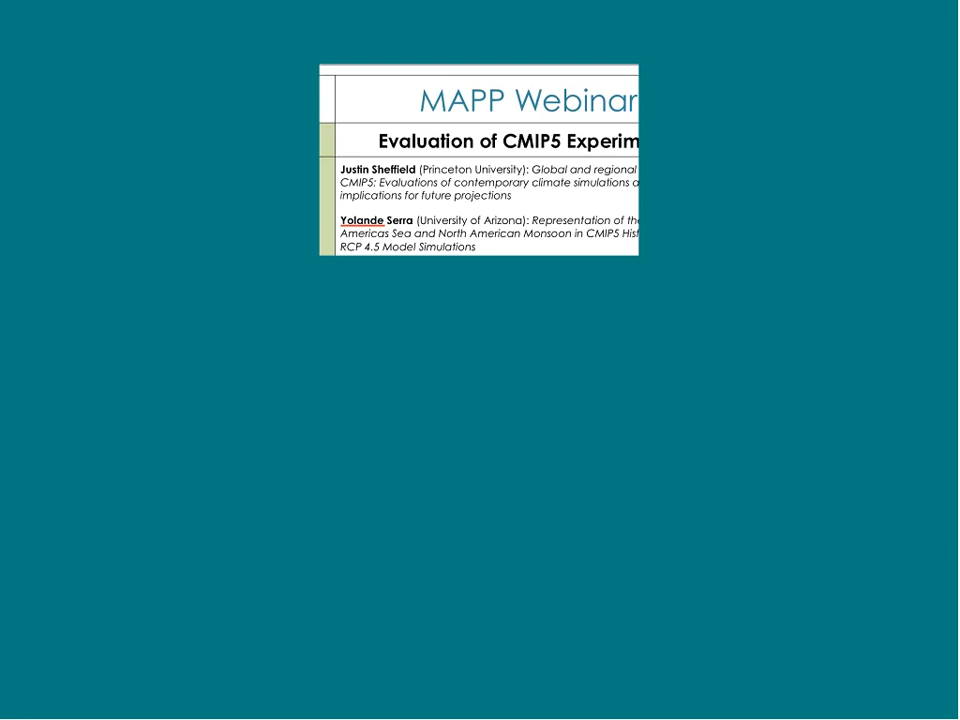 MAPP Webinar
Evaluation of CMIP5 Experim
Justin Sheffield (Princeton University): Global and regional
CMIP5: Evaluations of contemporary climate simulations a
implications for future projections
Yolande Serra (University of Arizona): Representation of the
Americas Sea and North American Monsoon in CMIP5 Hist
RCP 4.5 Model Simulations